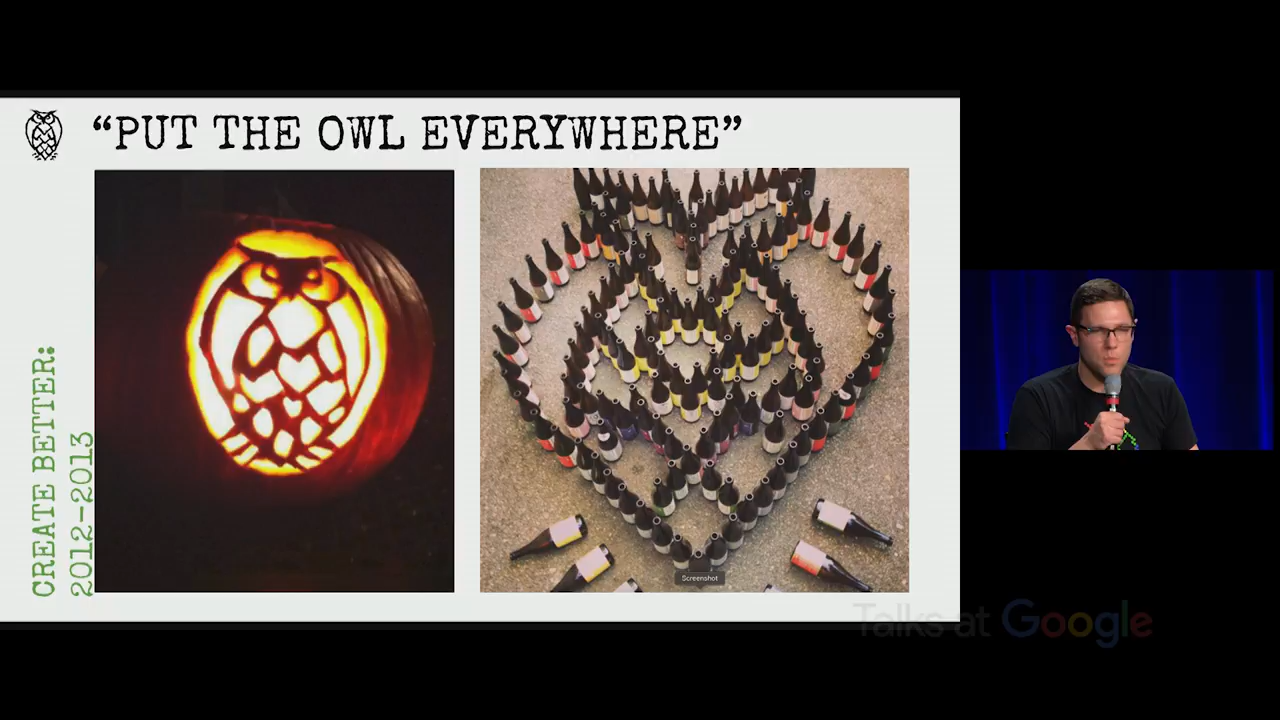 “PUT THE OWL EVERYWHERE”
CREATE BETTER:
2012-2013
Screenshot
Talks at Google